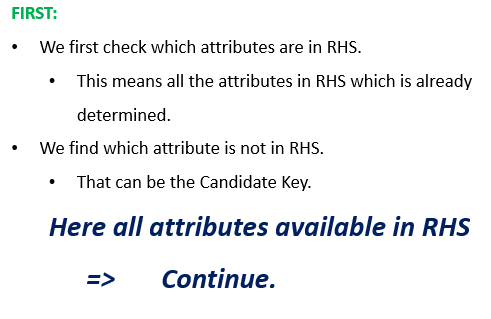 FIRST:
• We first check which attributes are in RHS.
• This means all the attributes in RHS which is already
determined.
• We find which attribute is not in RHS.
• That can be the Candidate Key.
Here all attributes available in RHS
=> Continue.